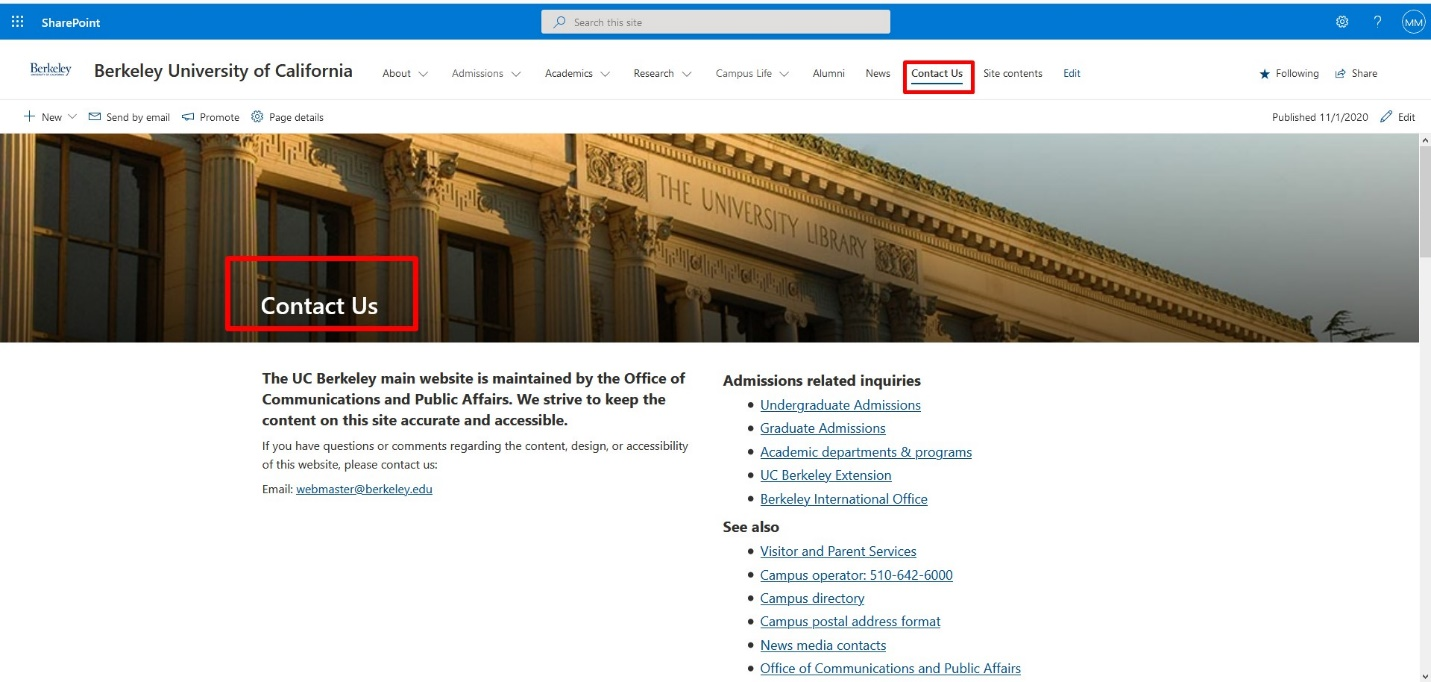 SharePoint
Search this site
?
MM
Berkeley
Berkeley University of California
About
Admissions
Academics
Research
Campus Life
Alumni
News
Contact Us
Site contents
Edit
Following
Share
New
Send by email
Promote
Page details
Published 11/1/2020
Edit
THE UNIVERSITY LIBRARY
Contact Us
The UC Berkeley main website is maintained by the Office of
Communications and Public Affairs. We strive to keep the
content on this site accurate and accessible.
If you have questions or comments regarding the content, design, or accessibility
of this website, please contact us:
Email: webmaster@berkeley.edu
Admissions related inquiries
• Undergraduate Admissions
• Graduate Admissions
• Academic departments & programs
• UC Berkeley Extension
• Berkeley International Office
See also
• Visitor and Parent Services
• Campus operator: 510-642-6000
• Campus directory
• Campus postal address format
• News media contacts
• Office of Communications and Public Affairs